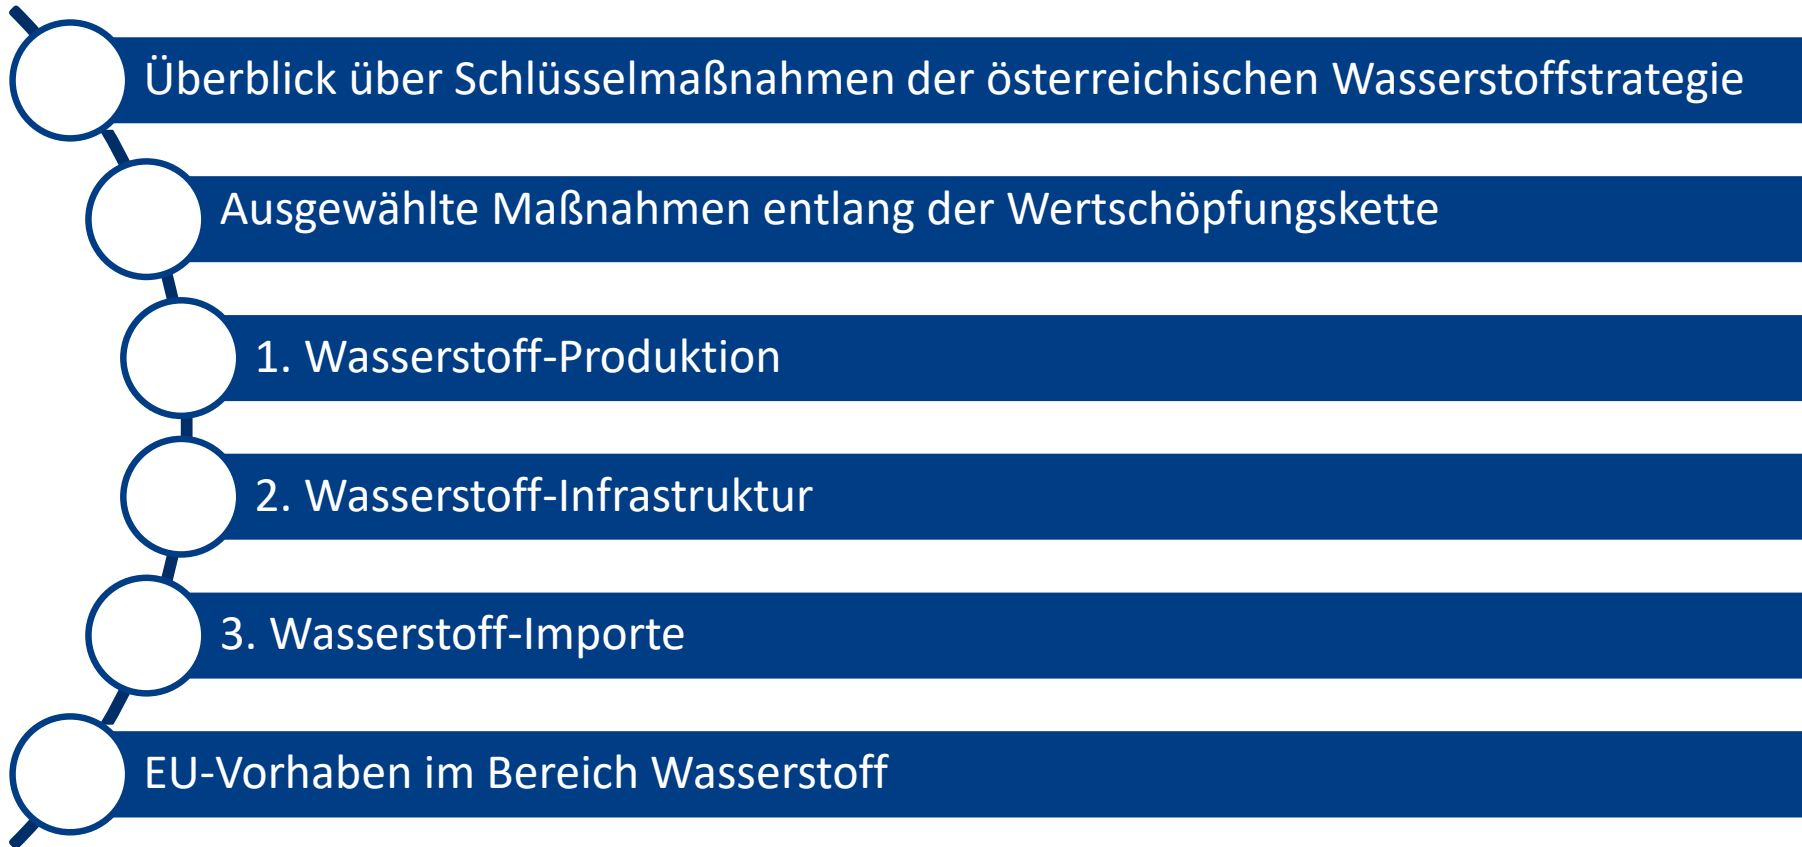 Überblick über Schlüsselmaßnahmen der österreichischen Wasserstoffstrategie
Ausgewählte Maßnahmen entlang der Wertschöpfungskette
1. Wasserstoff-Produktion
2. Wasserstoff-Infrastruktur
3. Wasserstoff-Importe
EU-Vorhaben im Bereich Wasserstoff